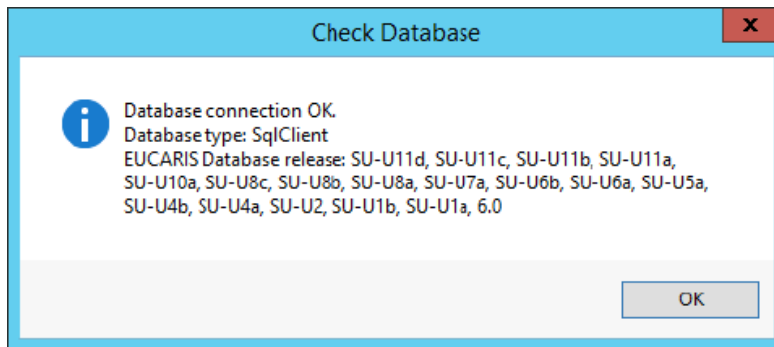 Check Database
x
Database connection OK.
Database type: SqlClient
EUCARIS Database release: SU-U11d, SU-U11c, SU-U11b, SU-U11a,
SU-U10a, SU-U8c, SU-U8b, SU-U8a, SU-U7a, SU-U6b, SU-U6a, SU-U5a,
SU-U4b, SU-U4a, SU-U2, SU-U1b, SU-U1a, 6.0
OK